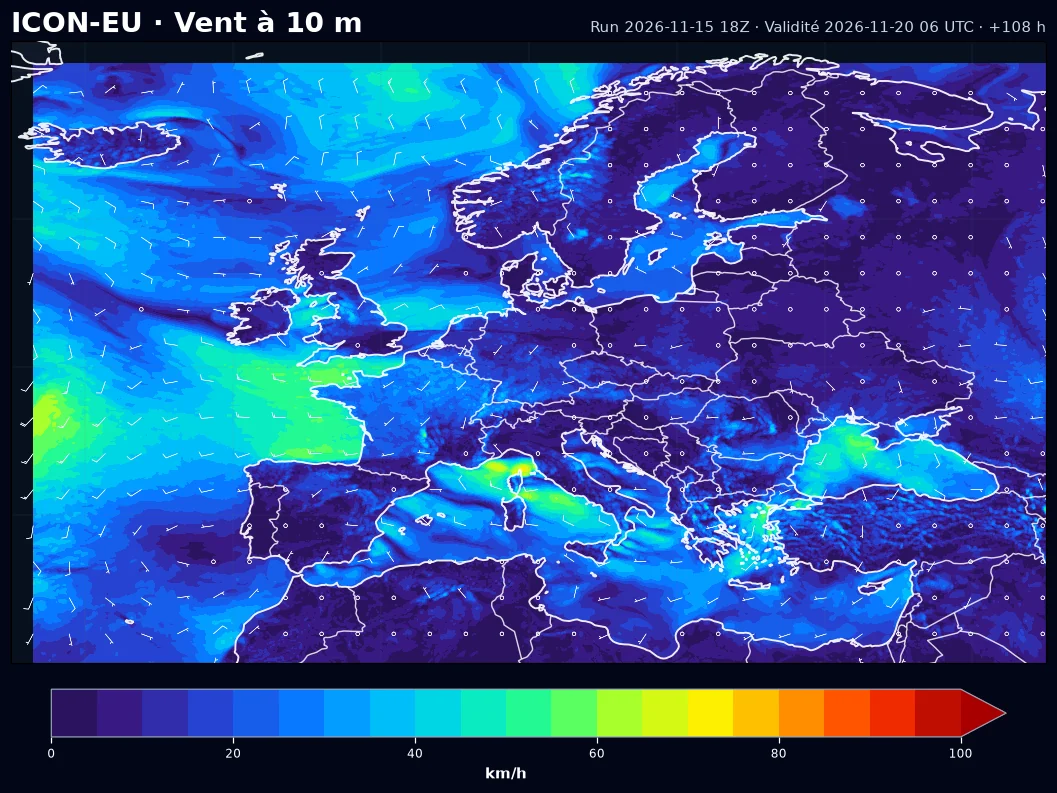 ICON-EU · Vent à 10 m
Run 2026-11-15 18Z · Validité 2026-11-20 06 UTC · +108 h
0 20 40 60 80 100
km/h